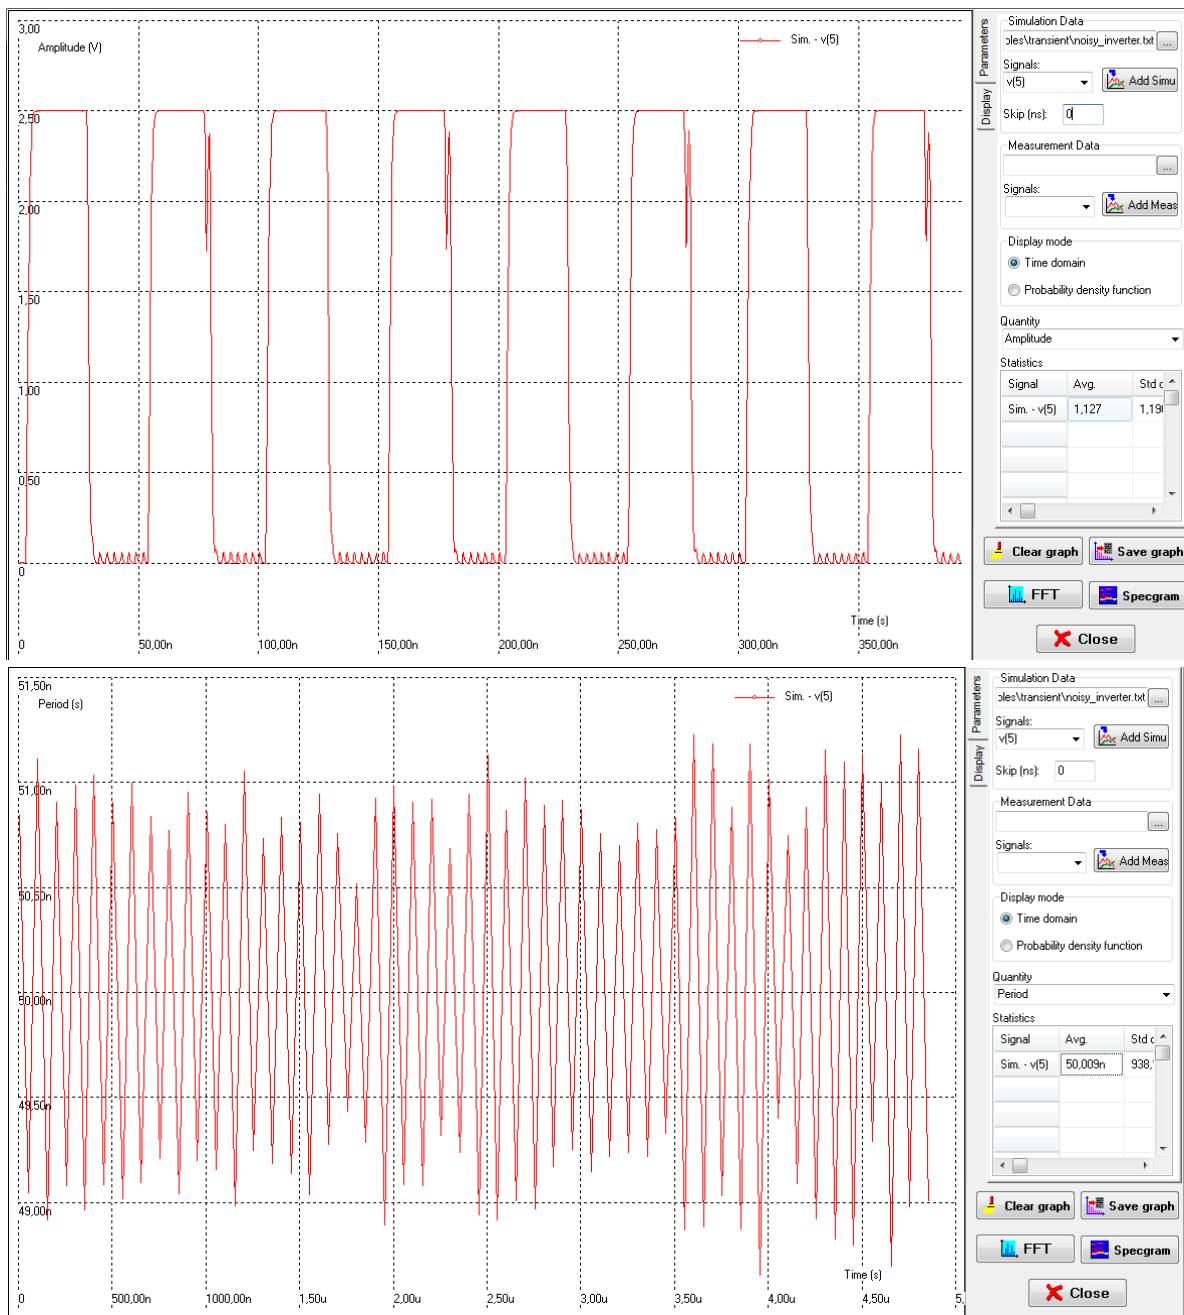 3,00
Amplitude (V)
Sim. - v(5)
2,50
2,00
1,50
1,00
0,50
0
Time (s)
0 50,00n 100,00n 150,00n 200,00n 250,00n 300,00n 350,00n
Parameters
Display
Simulation Data
ples\transient\noisy_inverter.txt ...
Signals:
v(5) Add Simu
Skip (ns): 0
Measurement Data
...
Signals:
Add Meas
Display mode
Time domain
Probability density function
Quantity
Amplitude
Statistics
Signal Avg. Std
Sim. - v(5) 1,127 1,19
Clear graph Save graph
FFT Specgram
Close
51,50n
Period (s)
Sim. - v(5)
51,00n
50,50n
50,00n
49,50n
49,00n
Time (s)
0 500,00n 1000,00n 1,50u 2,00u 2,50u 3,00u 3,50u 4,00u 4,50u 5,
Parameters
Display
Simulation Data
ples\transient\noisy_inverter.txt ...
Signals:
v(5) Add Simu
Skip (ns): 0
Measurement Data
...
Signals:
Add Meas
Display mode
Time domain
Probability density function
Quantity
Period
Statistics
Signal Avg. Std
Sim. - v(5) 50,009n 938,
Clear graph Save graph
FFT Specgram
Close